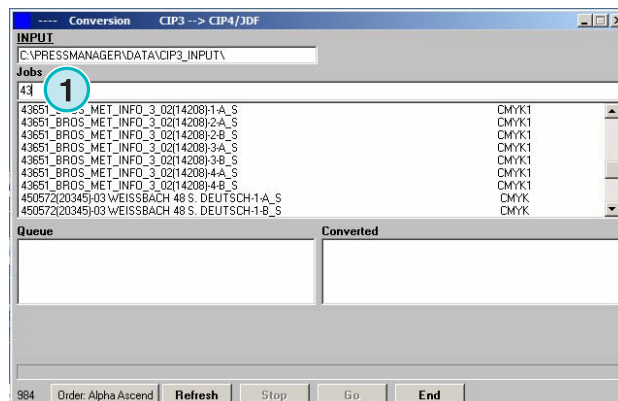 ---- Conversion CIP3 --> CIP4/JDF
INPUT
C:\PRESSMANAGER\DATA\CIP3_INPUT\
Jobs
43
1
43651_BROS_MET_INFO_3_02(14208)-1-A_S CMYK1
43651_BROS_MET_INFO_3_02(14208)-2-A_S CMYK1
43651_BROS_MET_INFO_3_02(14208)-2-B_S CMYK1
43651_BROS_MET_INFO_3_02(14208)-3-A_S CMYK1
43651_BROS_MET_INFO_3_02(14208)-3-B_S CMYK1
43651_BROS_MET_INFO_3_02(14208)-4-A_S CMYK1
43651_BROS_MET_INFO_3_02(14208)-4-B_S CMYK1
450572(20345)-03 WEISSBACH 48 S. DEUTSCH-1-A_S CMYK
450572(20345)-03 WEISSBACH 48 S. DEUTSCH-1-B_S CMYK
Queue Converted
984 Order: Alpha Ascend Refresh Stop Go End